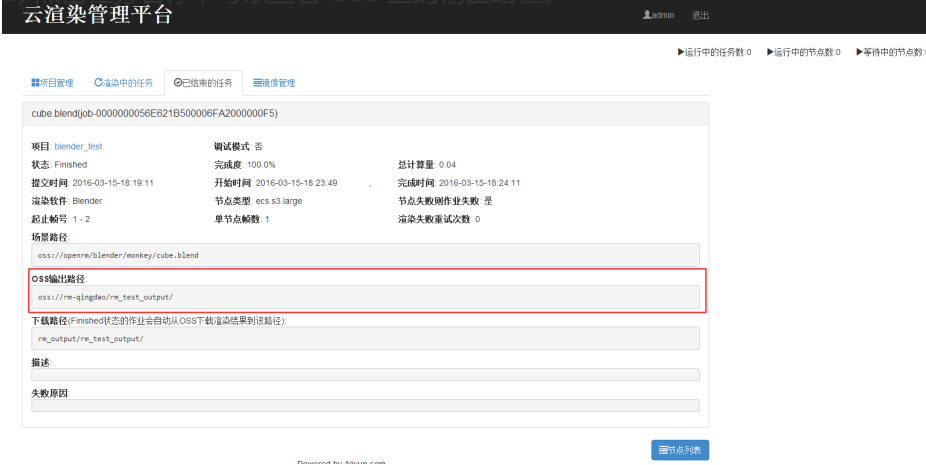 云渲染管理平台
admin 退出
▶运行中的任务数:0 ▶运行中的节点数:0 ▶等待中的节点数:
项目管理 渲染中的任务 已结束的任务 镜像管理
cube.blend(job-0000000056E621B500006FA2000000F5)
项目: blender_test 调试模式: 否
状态: Finished 完成度: 100.0% 总计算量: 0.04
提交时间: 2016-03-15-18:19:11 开始时间: 2016-03-15-18:23:49 完成时间: 2016-03-15-18:24:11
渲染软件: Blender 节点类型: ecs.s3.large 节点失败则作业失败: 是
起止帧号: 1 - 2 单节点帧数: 1 渲染失败重试次数: 0
场景路径:
oss://openrm/blender/monkey/cube.blend
OSS输出路径:
oss://rm-qingdao/rm_test_output/
下载路径(Finished状态的作业会自动从OSS下载渲染结果到该路径):
rm_output/rm_test_output/
描述:
失败原因:
节点列表
Powered by Aliyun.com